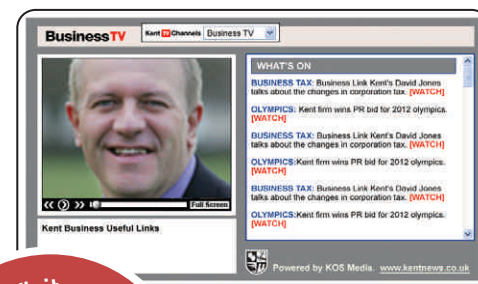 BusinessTV
Kent TV Channels Business TV
WHAT'S ON
BUSINESS TAX: Business Link Kent's David Jones
talks about the changes in corporation tax. [WATCH]
OLYMPICS: Kent firm wins PR bid for 2012 olympics.
[WATCH]
BUSINESS TAX: Business Link Kent's David Jones
talks about the changes in corporation tax. [WATCH]
OLYMPICS:Kent firm wins PR bid for 2012 olympics.
[WATCH]
BUSINESS TAX: Business Link Kent's David Jones
talks about the changes in corporation tax. [WATCH]
OLYMPICS:Kent firm wins PR bid for 2012 olympics.
[WATCH]
Full Screen
Kent Business Useful Links
Powered by KOS Media. www.kentnews.co.uk